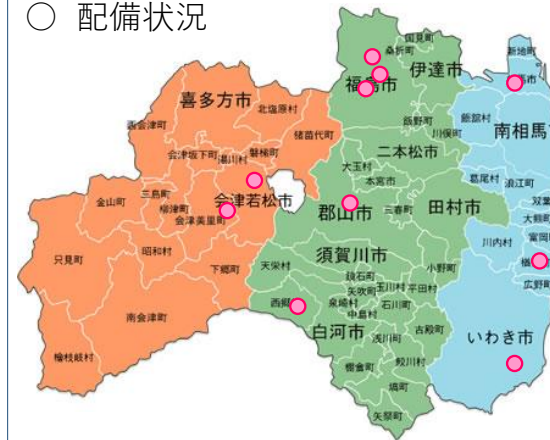 ○ 配備状況
国見町
桑折町
新地町
伊達市
福島市
喜多方市
北塩原村
飯野町
飯舘村
川俣町
南相馬
西会津町
猪苗代町
磐梯町
湯川村
会津坂下町
二本松市
大玉村
本宮市
葛尾村
浪江町
双葉
大熊
三島町
金山町
柳津町
会津若松市
会津美里町
郡山市
三春町
田村市
富岡
川内村
昭和村
只見町
下郷町
天栄村
須賀川市
小野町
広野町
鏡石町
矢吹町
玉川村
平田村
西郷
泉崎村
中島村
石川町
南会津町
白河市
浅川町
古殿町
いわき市
檜枝岐村
棚倉町
鮫川村
塙町
矢祭町